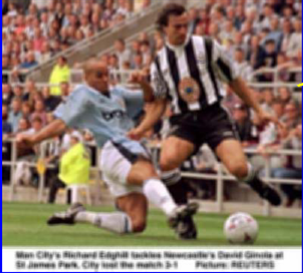 Man City's Richard Edghill tackles Newcastle's David Ginola at
St James Park. City lost the match 3-1 Picture: REUTERS